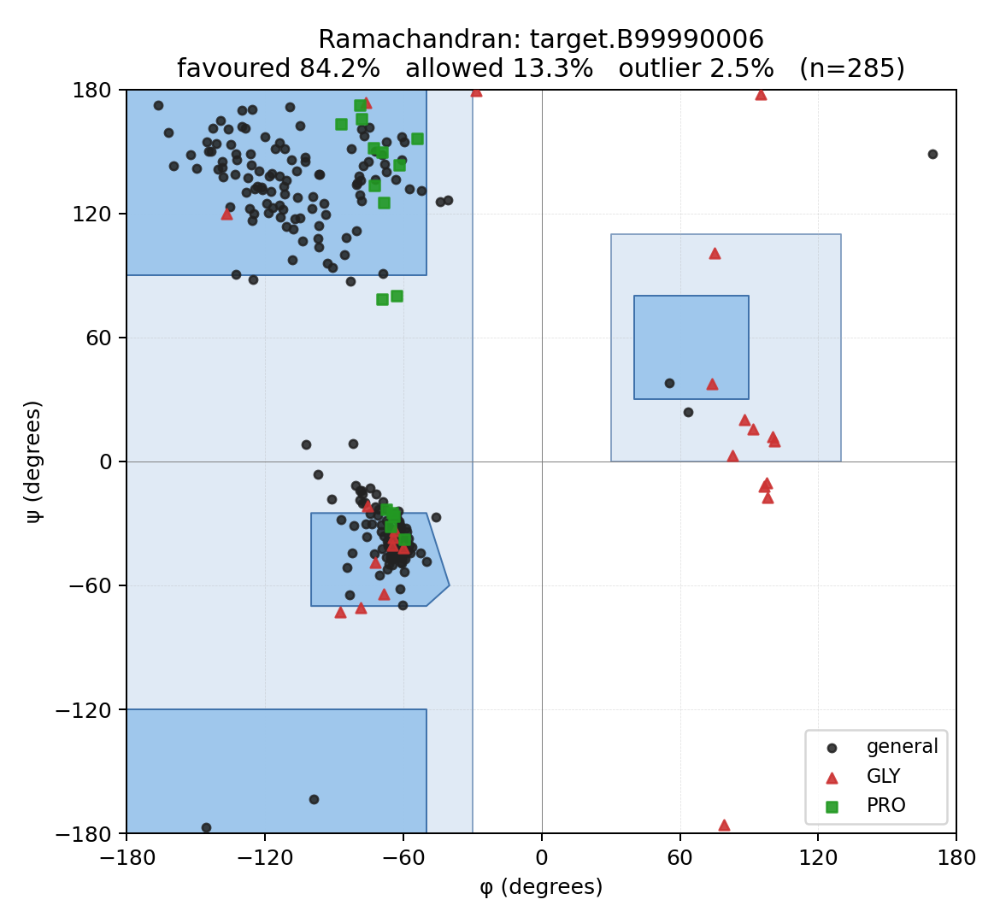 Ramachandran: target.B99990006
favoured 84.2%   allowed 13.3%   outlier 2.5%   (n=285)
180
120
60
0
−60
−120
−180
ψ (degrees)
general
GLY
PRO
−180
−120
−60
0
60
120
180
φ (degrees)